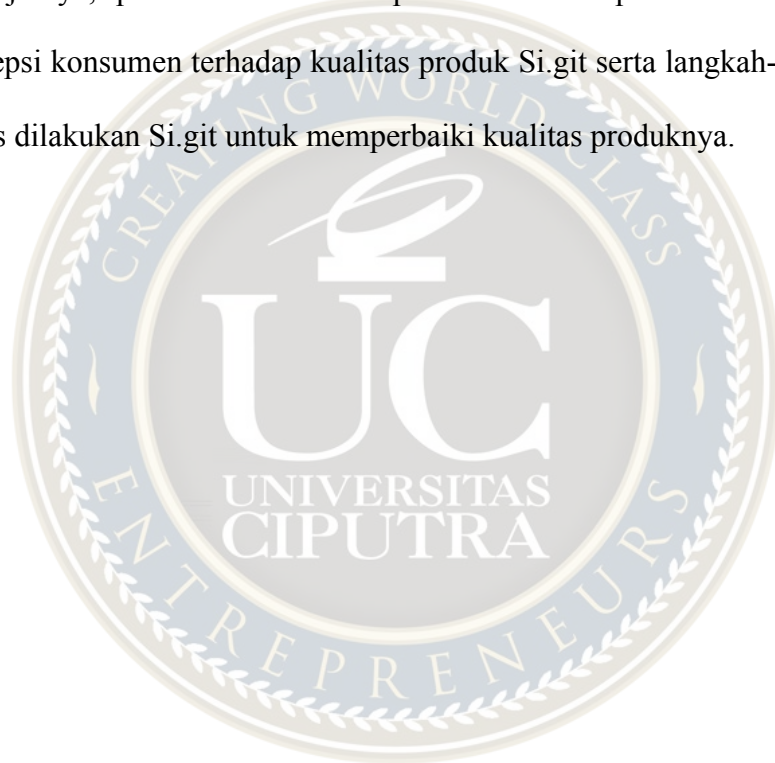 epsi konsumen terhadap kualitas produk Si.git serta langkah-
s dilakukan Si.git untuk memperbaiki kualitas produknya.
CREATING WORLD CLASS
UC
UNIVERSITAS
CIPUTRA
ENTREPRENEURS